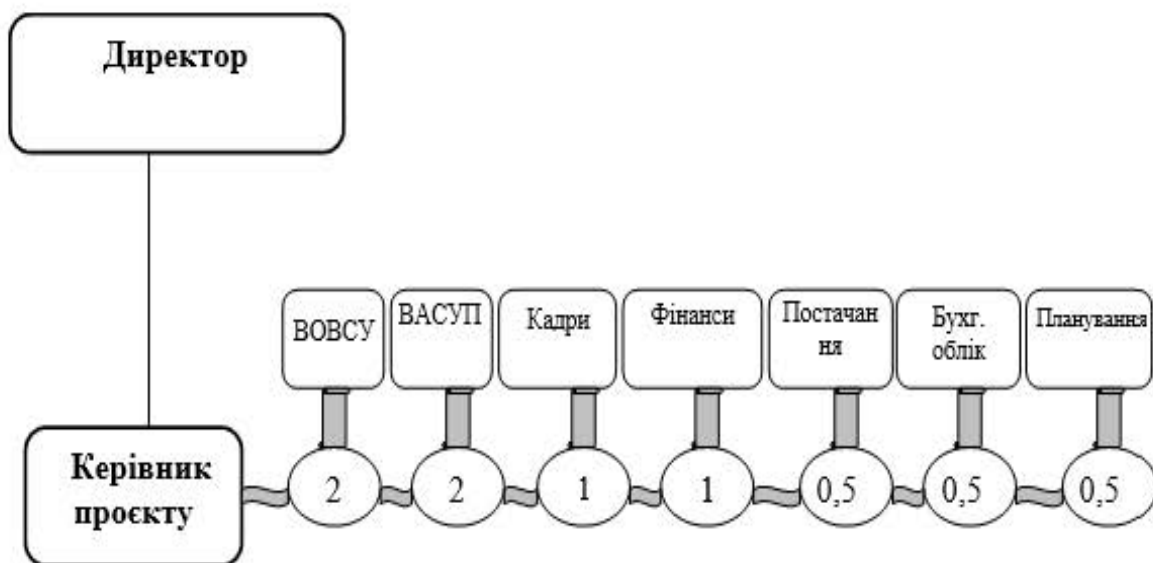 Директор
ВОВСУ
ВАСУП
Кадри
Фінанси
Постачан
ня
Бухг.
облік
Планування
Керівник
проєкту
2
2
1
1
0,5
0,5
0,5